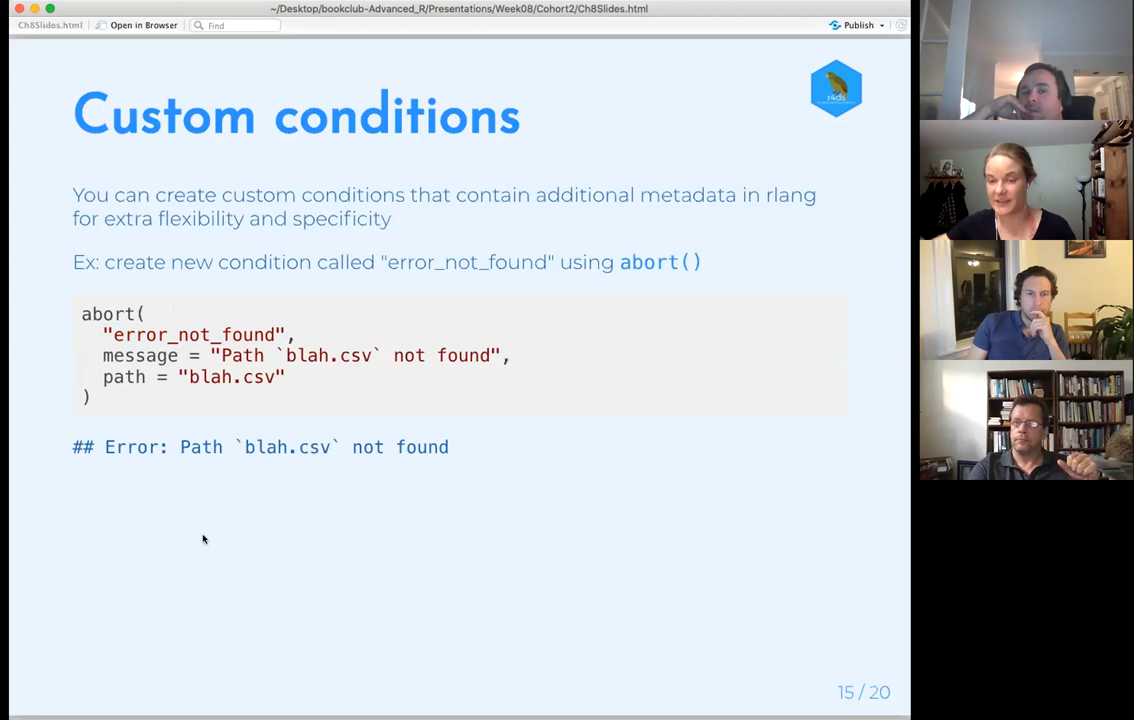 ~/Desktop/bookclub-Advanced_R/Presentations/Week08/Cohort2/Ch8Slides.html
Ch8Slides.html
Open in Browser
Find
Publish
r4ds
Custom conditions
You can create custom conditions that contain additional metadata in rlang
for extra flexibility and specificity
Ex: create new condition called "error_not_found" using abort()
abort(
"error_not_found",
message = "Path `blah.csv` not found",
path = "blah.csv"
)
## Error: Path `blah.csv` not found
15 / 20